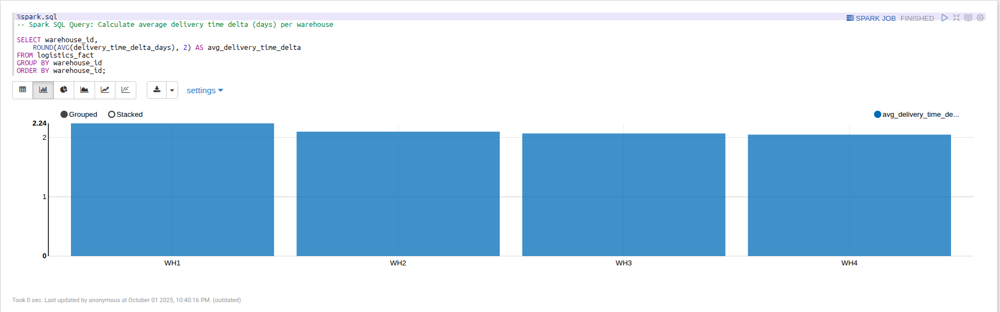 %spark.sql
-- Spark SQL Query: Calculate average delivery time delta (days) per warehouse
SPARK JOB FINISHED
SELECT warehouse_id,
ROUND(AVG(delivery_time_delta_days), 2) AS avg_delivery_time_delta
FROM logistics_fact
GROUP BY warehouse_id
ORDER BY warehouse_id;
settings
Grouped Stacked avg_delivery_time_de...
2.24
2
1
0
WH1 WH2 WH3 WH4
Took 0 sec. Last updated by anonymous at October 01 2025, 10:40:16 PM. (outdated)